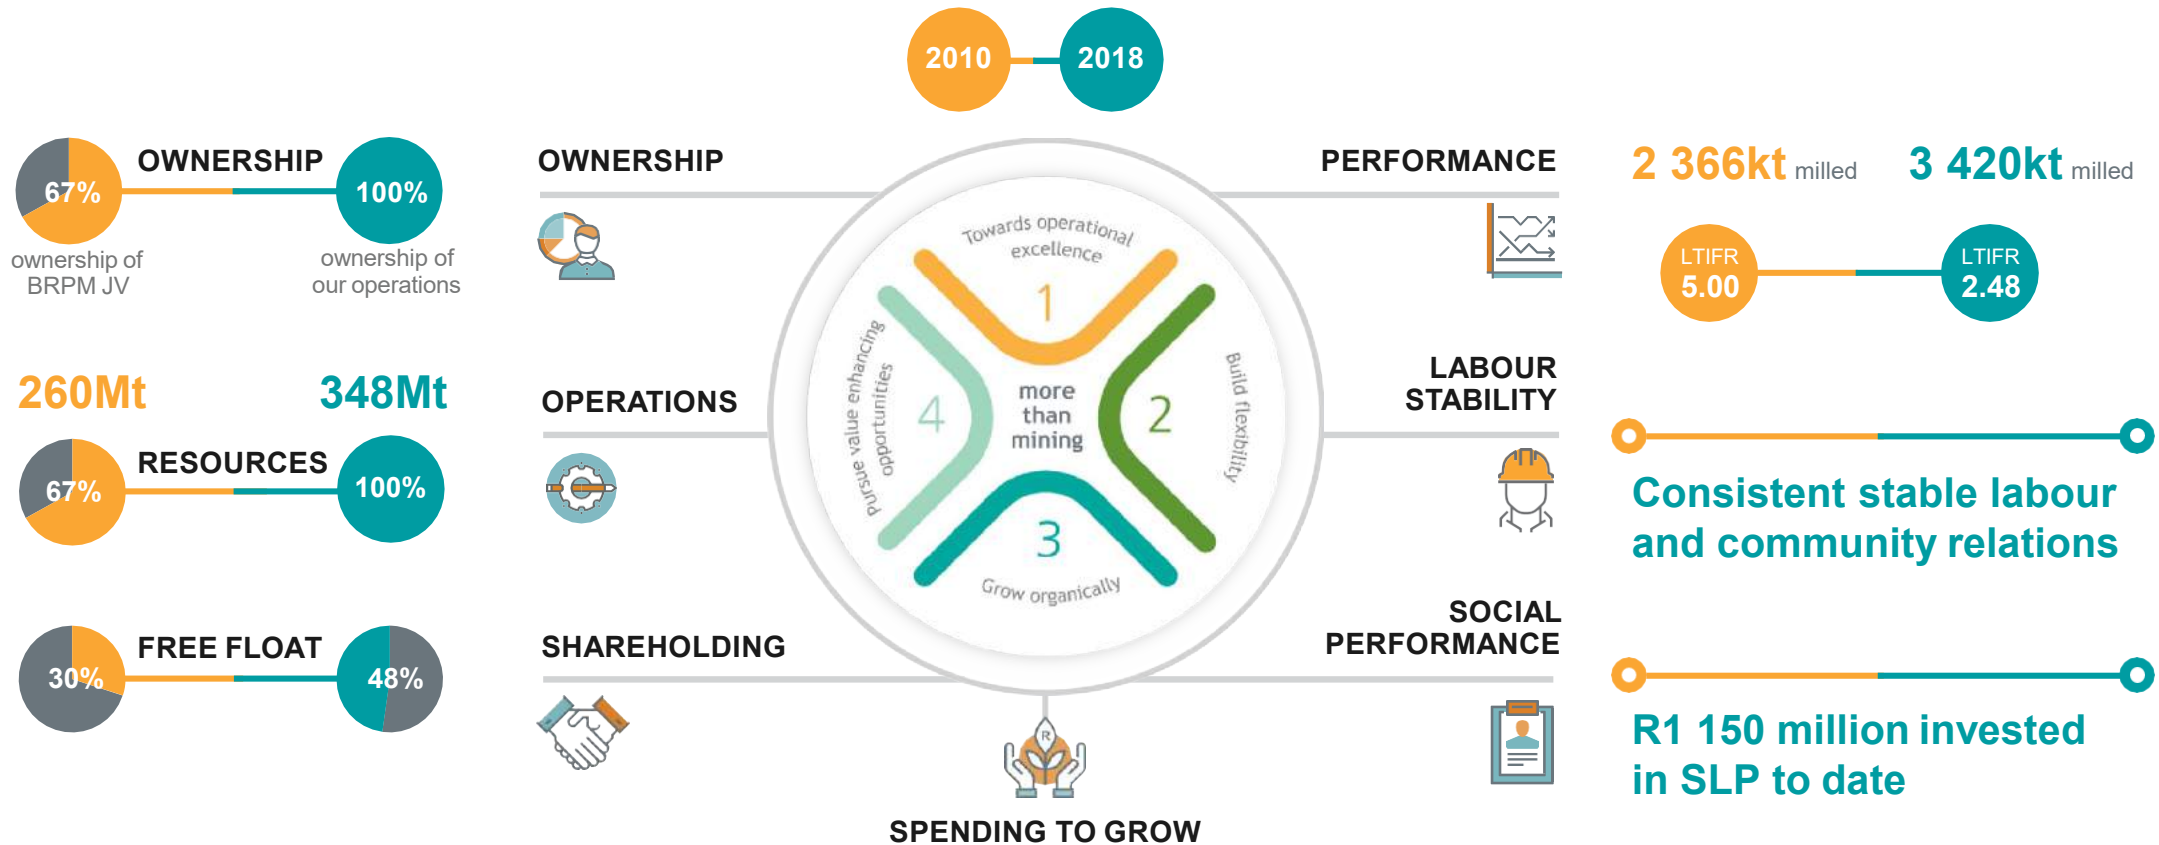 2010
2018
OWNERSHIP
67%
100%
ownership of
BRPM JV
ownership of
our operations
260Mt
348Mt
RESOURCES
67%
100%
FREE FLOAT
30%
48%
OWNERSHIP
OPERATIONS
SHAREHOLDING
Towards operational
excellence
1
Build flexibility
2
3
Grow organically
Pursue value enhancing
opportunities
4
more
than
mining
R
SPENDING TO GROW
PERFORMANCE
LABOUR
STABILITY
SOCIAL
PERFORMANCE
2 366kt milled
3 420kt milled
LTIFR
5.00
LTIFR
2.48
Consistent stable labour
and community relations
R1 150 million invested
in SLP to date